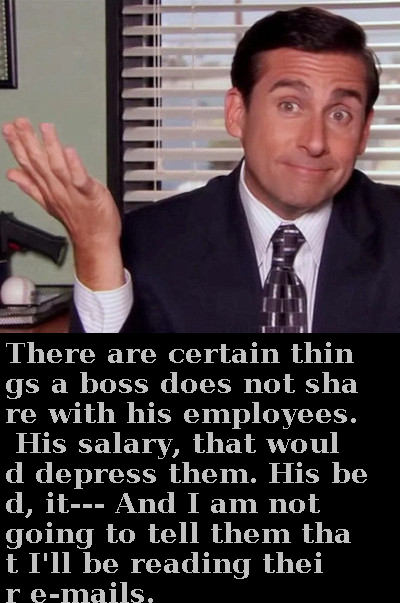 There are certain thin
gs a boss does not sha
re with his employees.
 His salary, that woul
d depress them. His be
d, it--- And I am not
going to tell them tha
t I'll be reading thei
r e-mails.